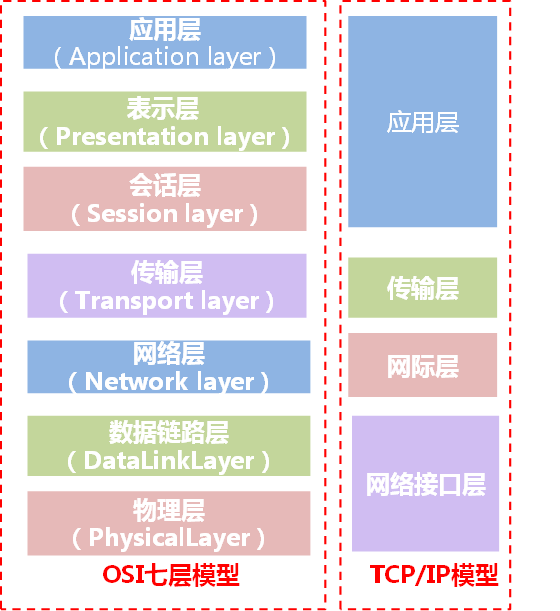 应用层
（Application layer）
表示层
（Presentation layer）
会话层
（Session layer）
传输层
（Transport layer）
网络层
（Network layer）
数据链路层
（DataLinkLayer）
物理层
（PhysicalLayer）
OSI七层模型
应用层
传输层
网际层
网络接口层
TCP/IP模型